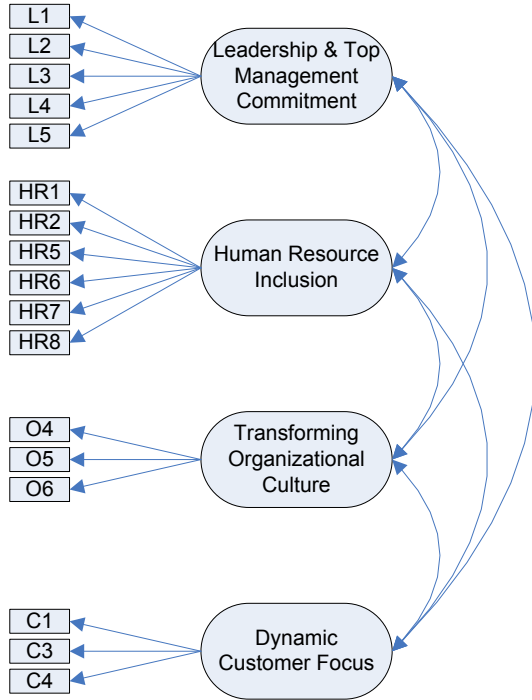 L1
L2
L3
L4
L5
Leadership & Top
Management
Commitment
HR1
HR2
HR5
HR6
HR7
HR8
Human Resource
Inclusion
O4
O5
O6
Transforming
Organizational
Culture
C1
C3
C4
Dynamic
Customer Focus